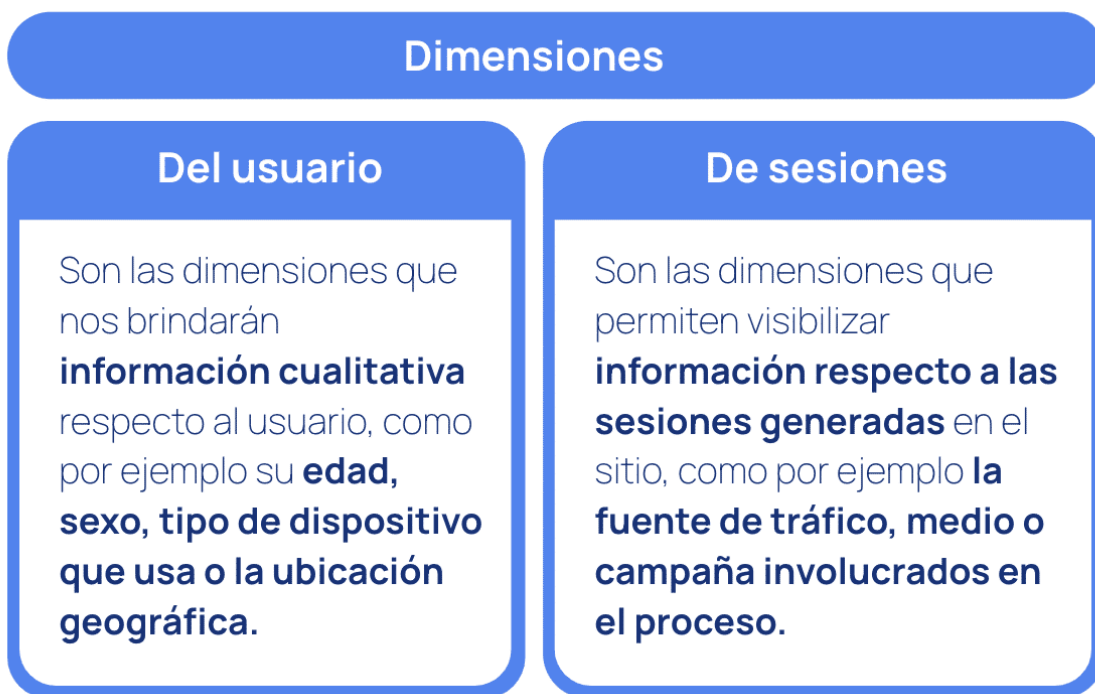 Dimensiones
Del usuario
Son las dimensiones que
nos brindarán
información cualitativa
respecto al usuario, como
por ejemplo su edad,
sexo, tipo de dispositivo
que usa o la ubicación
geográfica.
De sesiones
Son las dimensiones que
permiten visibilizar
información respecto a las
sesiones generadas en el
sitio, como por ejemplo la
fuente de tráfico, medio o
campaña involucrados en
el proceso.